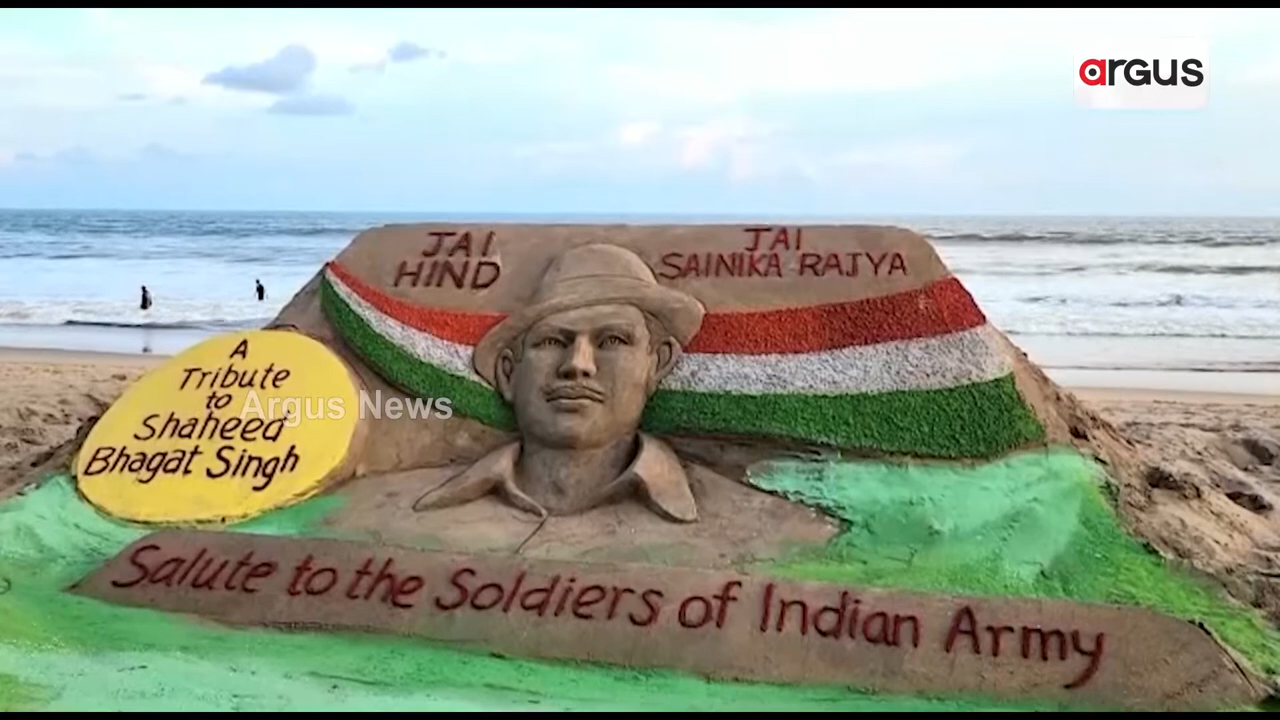 argus
JAI
HIND
JAI
SAINIKA RAJYA
A
Tribute
to
Shaheed
Bhagat Singh
Argus News
Salute to the Soldiers of Indian Army